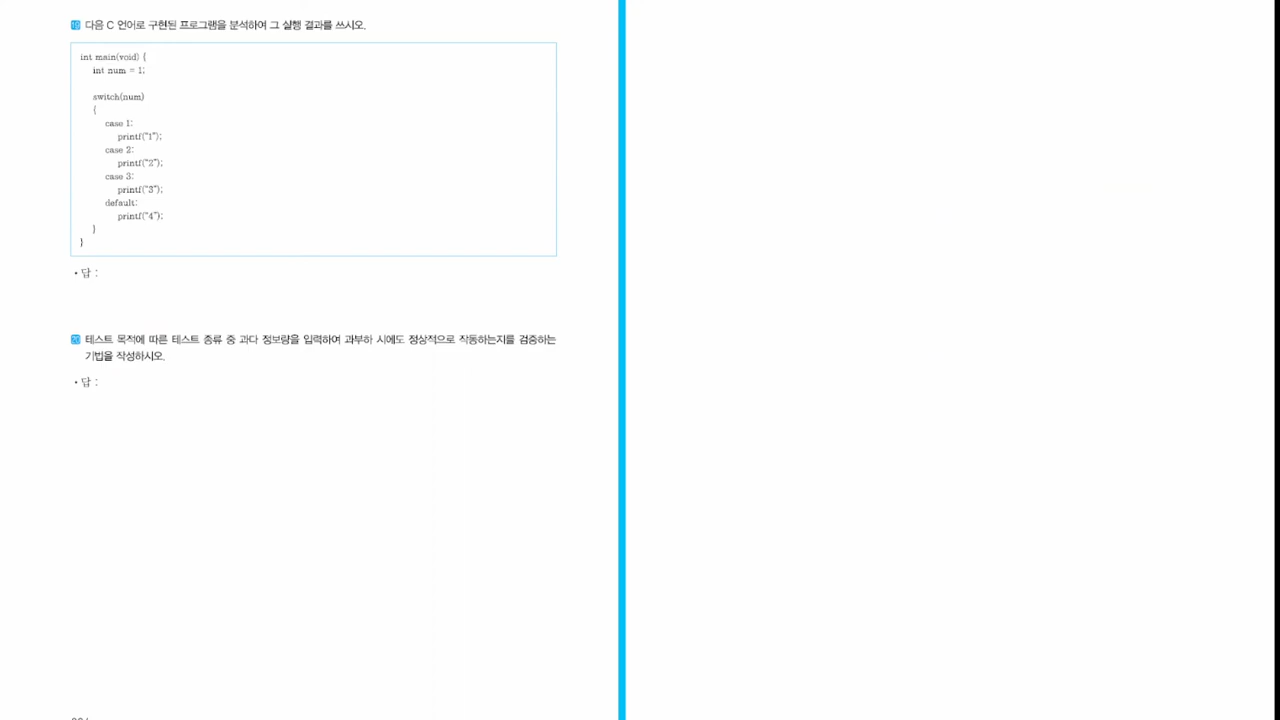 19 다음 C 언어로 구현된 프로그램을 분석하여 그 실행 결과를 쓰시오.
int main(void) {
int num = 1;
switch(num)
{
case 1:
printf("1");
case 2:
printf("2");
case 3:
printf("3");
default:
printf("4");
}
}
• 답 :
20 테스트 목적에 따른 테스트 종류 중 과다 정보량을 입력하여 과부하 시에도 정상적으로 작동하는지를 검증하는
기법을 작성하시오.
• 답 :